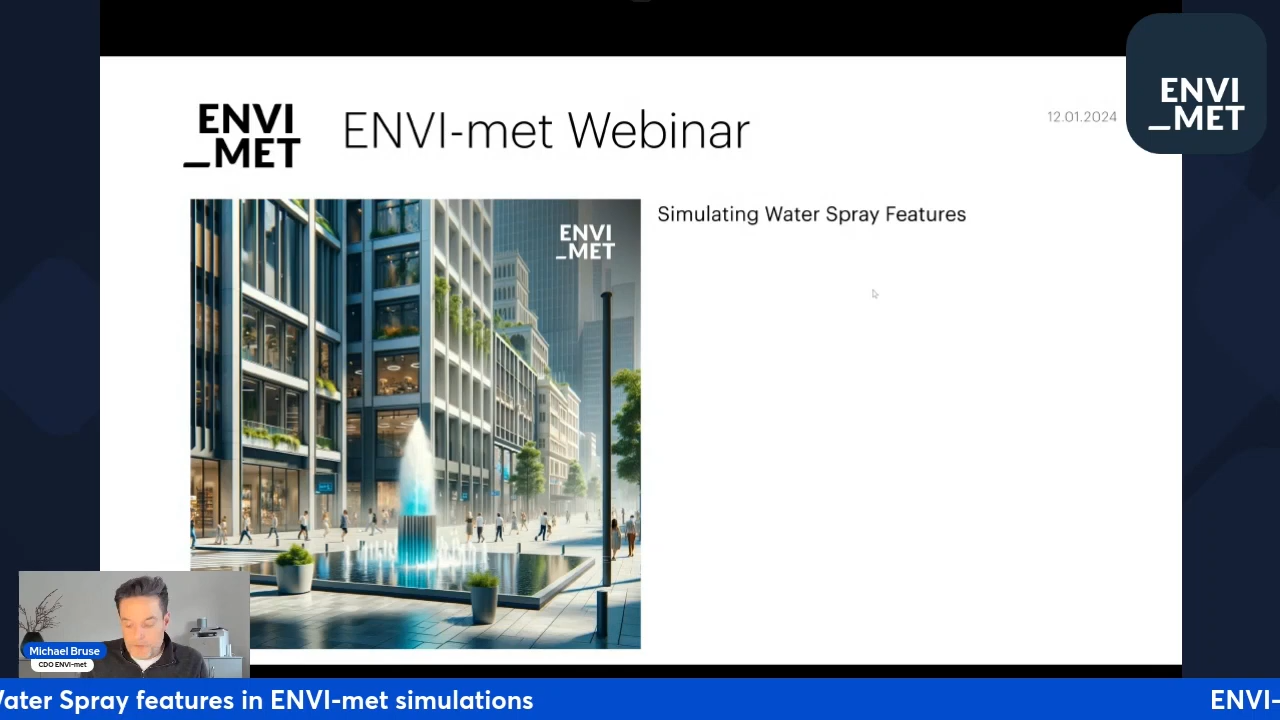 ENVI
_MET
ENVI-met Webinar
12.01.2024
ENVI
_MET
Simulating Water Spray Features
ENVI
_MET
Michael Bruse
CDO ENVI-met
Water Spray features in ENVI-met simulations
ENVI-